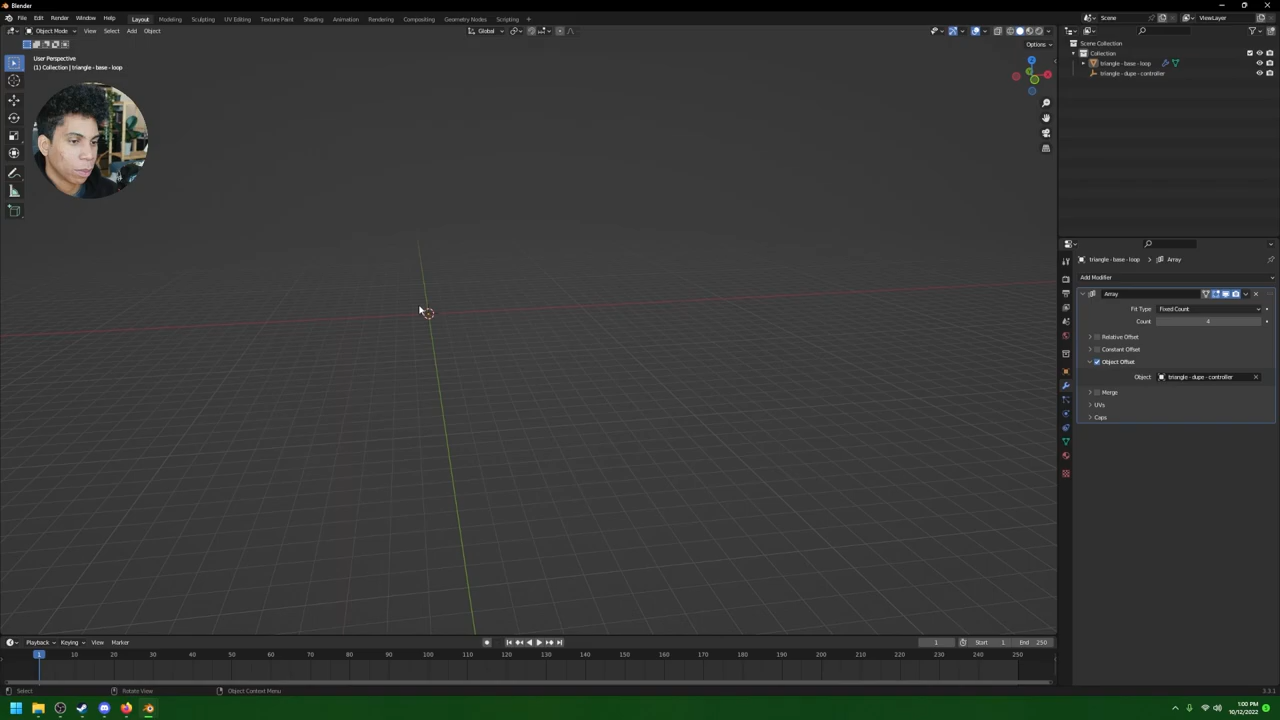 Blender
File Edit Render Window Help Layout Modeling Sculpting UV Editing Texture Paint Shading Animation Rendering Compositing Geometry Nodes Scripting + Scene ViewLayer
Object Mode View Select Add Object Global
Options
User Perspective
(1) Collection | triangle - base - loop
Scene Collection
Collection
triangle - base - loop
triangle - dupe - controller
triangle - base - loop > Array
Add Modifier
Array
Fit Type Fixed Count
Count 4
Relative Offset
Constant Offset
Object Offset
Object triangle - dupe - controller
Merge
UVs
Caps
Playback Keying View Marker 1 Start 1 End 250
1 10 20 30 40 50 60 70 80 90 100 110 120 130 140 150 160 170 180 190 200 210 220 230 240 250
Select Rotate View Object Context Menu 3.3.1
1:00 PM
10/12/2022